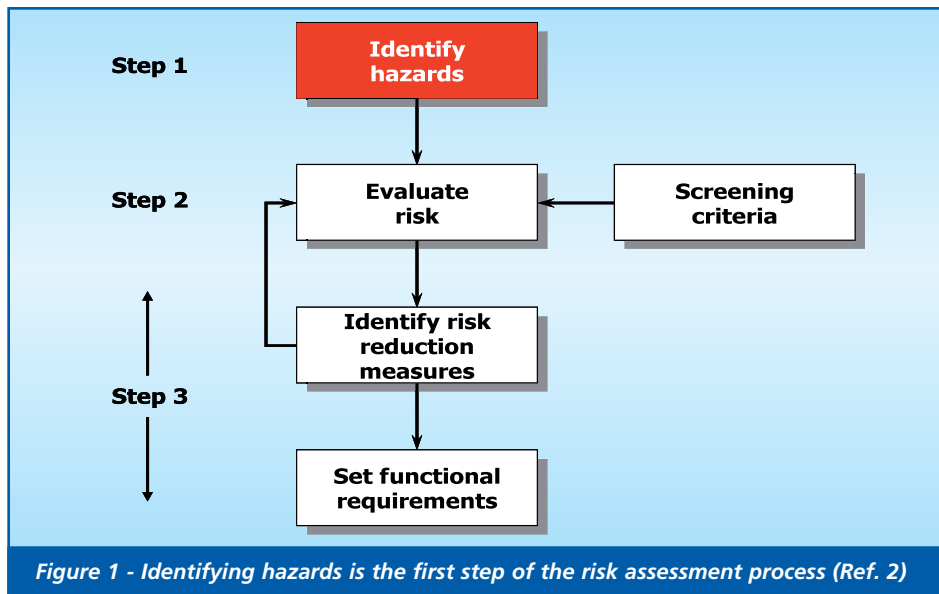 Step 1
Identify
hazards
Step 2
Evaluate
risk
Screening
criteria
Identify risk
reduction
measures
Step 3
Set functional
requirements
Figure 1 - Identifying hazards is the first step of the risk assessment process (Ref. 2)